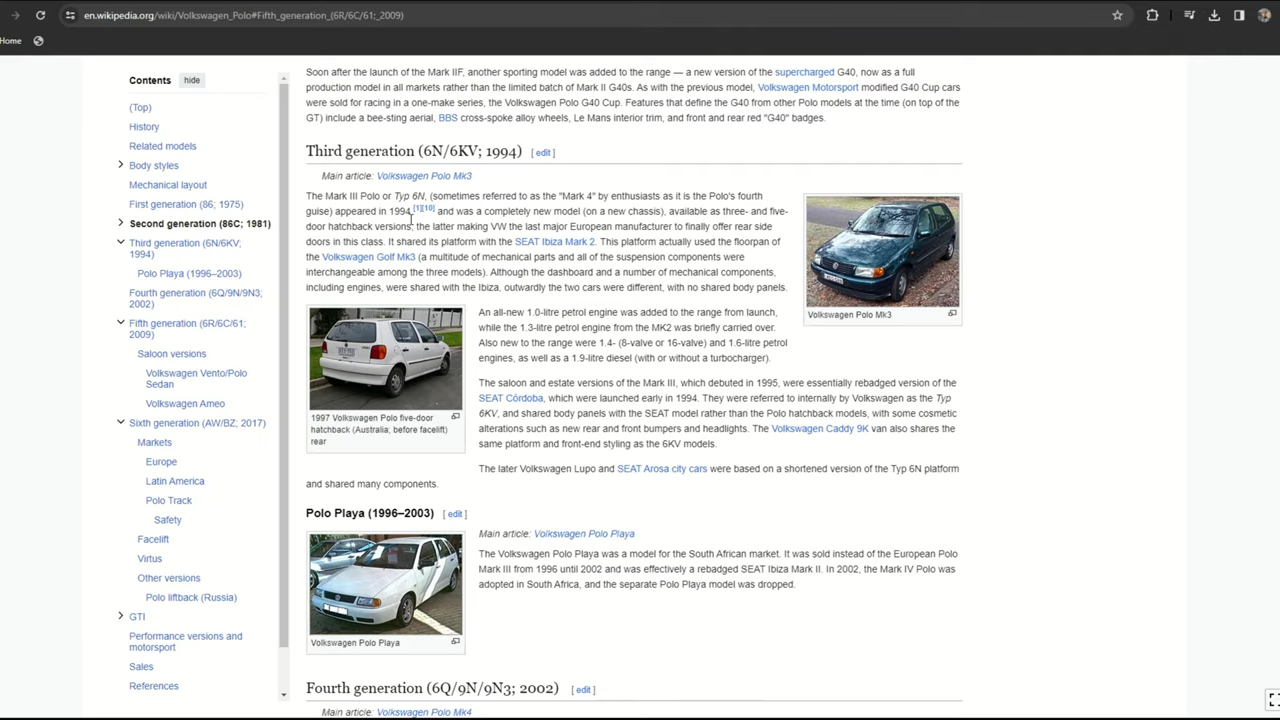 en.wikipedia.org/wiki/Volkswagen_Polo#Fifth_generation_(6R/6C/61;_2009)
Home
Contents hide
(Top)
History
Related models
Body styles
Mechanical layout
First generation (86; 1975)
Second generation (86C; 1981)
Third generation (6N/6KV;
1994)
Polo Playa (1996–2003)
Fourth generation (6Q/9N/9N3;
2002)
Fifth generation (6R/6C/61;
2009)
Saloon versions
Volkswagen Vento/Polo
Sedan
Volkswagen Ameo
Sixth generation (AW/BZ; 2017)
Markets
Europe
Latin America
Polo Track
Safety
Facelift
Virtus
Other versions
Polo liftback (Russia)
GTI
Performance versions and
motorsport
Sales
References
Soon after the launch of the Mark IIF, another sporting model was added to the range — a new version of the supercharged G40, now as a full
production model in all markets rather than the limited batch of Mark II G40s. As with the previous model, Volkswagen Motorsport modified G40 Cup cars
were sold for racing in a one-make series, the Volkswagen Polo G40 Cup. Features that define the G40 from other Polo models at the time (on top of the
GT) include a bee-sting aerial, BBS cross-spoke alloy wheels, Le Mans interior trim, and front and rear red "G40" badges.
Third generation (6N/6KV; 1994) [ edit ]
Main article: Volkswagen Polo Mk3
The Mark III Polo or Typ 6N, (sometimes referred to as the "Mark 4" by enthusiasts as it is the Polo's fourth
guise) appeared in 1994,[1][10] and was a completely new model (on a new chassis), available as three- and five-
door hatchback versions; the latter making VW the last major European manufacturer to finally offer rear side
doors in this class. It shared its platform with the SEAT Ibiza Mark 2. This platform actually used the floorpan of
the Volkswagen Golf Mk3 (a multitude of mechanical parts and all of the suspension components were
interchangeable among the three models). Although the dashboard and a number of mechanical components,
including engines, were shared with the Ibiza, outwardly the two cars were different, with no shared body panels.
Volkswagen Polo Mk3
An all-new 1.0-litre petrol engine was added to the range from launch,
while the 1.3-litre petrol engine from the MK2 was briefly carried over.
Also new to the range were 1.4- (8-valve or 16-valve) and 1.6-litre petrol
engines, as well as a 1.9-litre diesel (with or without a turbocharger).
1997 Volkswagen Polo five-door
hatchback (Australia; before facelift)
rear
The saloon and estate versions of the Mark III, which debuted in 1995, were essentially rebadged version of the
SEAT Córdoba, which were launched early in 1994. They were referred to internally by Volkswagen as the Typ
6KV, and shared body panels with the SEAT model rather than the Polo hatchback models, with some cosmetic
alterations such as new rear and front bumpers and headlights. The Volkswagen Caddy 9K van also shares the
same platform and front-end styling as the 6KV models.
The later Volkswagen Lupo and SEAT Arosa city cars were based on a shortened version of the Typ 6N platform
and shared many components.
Polo Playa (1996–2003) [ edit ]
Main article: Volkswagen Polo Playa
The Volkswagen Polo Playa was a model for the South African market. It was sold instead of the European Polo
Mark III from 1996 until 2002 and was effectively a rebadged SEAT Ibiza Mark II. In 2002, the Mark IV Polo was
adopted in South Africa, and the separate Polo Playa model was dropped.
Volkswagen Polo Playa
Fourth generation (6Q/9N/9N3; 2002) [ edit ]
Main article: Volkswagen Polo Mk4